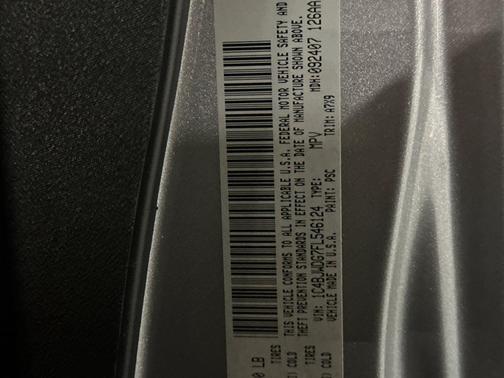 THIS VEHICLE CONFORMS TO ALL APPLICABLE U.S.A. FEDERAL MOTOR VEHICLE SAFETY AND
THEFT PREVENTION STANDARDS IN EFFECT ON THE DATE OF MANUFACTURE SHOWN ABOVE.
VIN: 1C4BJWDG7FL546124 TYPE: MPV MDH:092407 126AA
VEHICLE MADE IN U.S.A. PAINT: PSC TRIM: A7X9
0 LB TIRES
) COLD
TIRES
) COLD